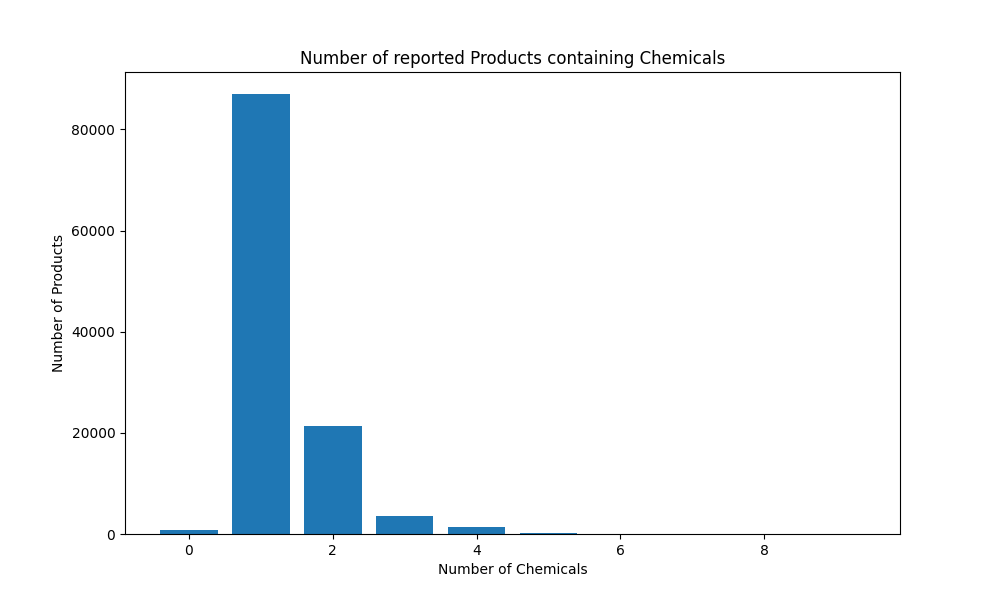 Number of reported Products containing Chemicals
80000
60000
40000
20000
0
Number of Products
0 2 4 6 8
Number of Chemicals